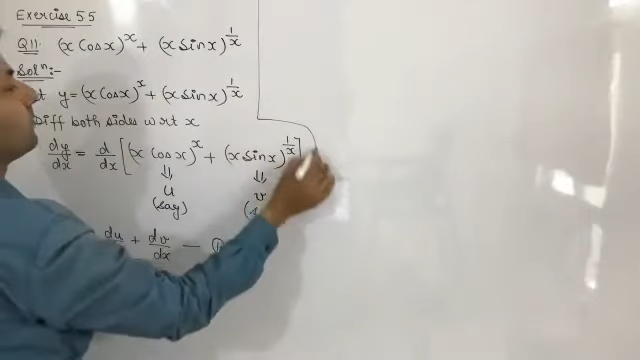 Exercise 5.5
Q11:- (x Cos x)^x + (x Sin x)^{1/x}
Solⁿ:-
y = (x Cos x)^x + (x Sin x)^{1/x}
Diff both sides w.r.t x
dy/dx = d/dx [(x Cos x)^x + (x Sin x)^{1/x}]
⇓ ⇓
u v
(say)
du/dx + dv/dx — ①